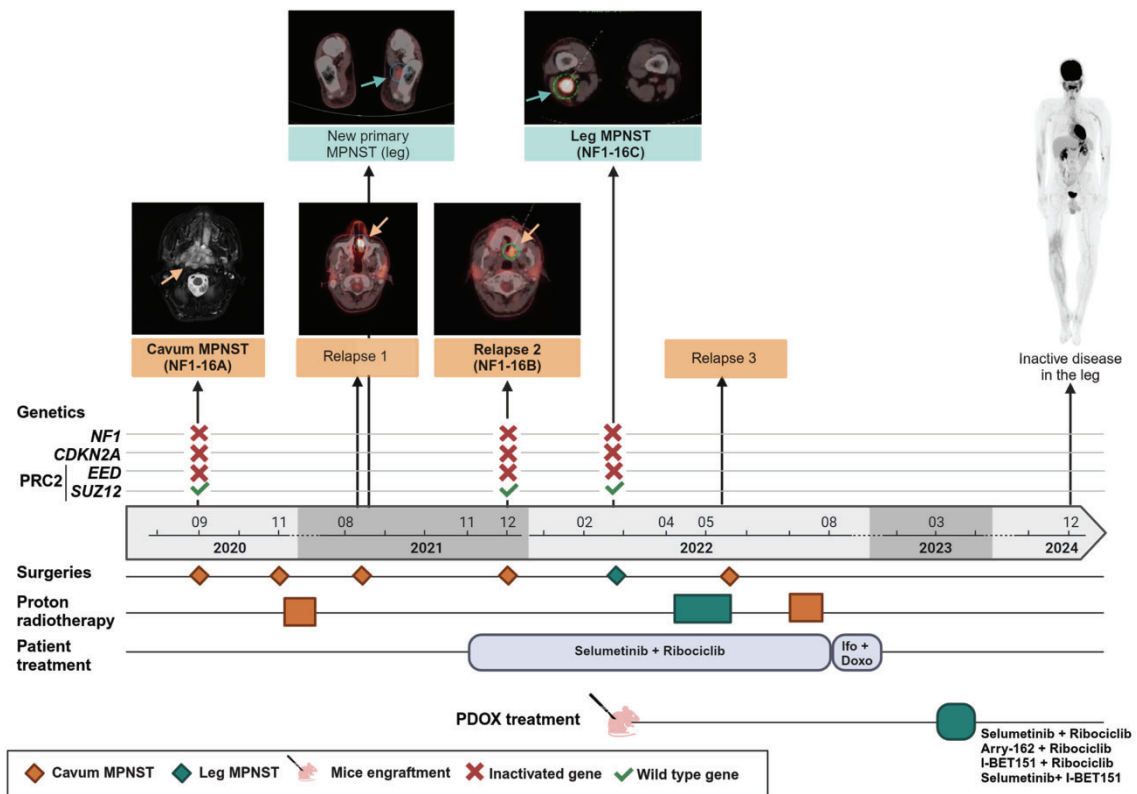 New primary
MPNST (leg)
Leg MPNST
(NF1-16C)
Cavum MPNST
(NF1-16A)
Relapse 1
Relapse 2
(NF1-16B)
Relapse 3
Inactive disease
in the leg
Genetics
NF1
CDKN2A
PRC2
EED
SUZ12
09 11 08 11 12 02 04 05 08 03 12
2020 2021 2022 2023 2024
Surgeries
Proton
radiotherapy
Patient
treatment
Selumetinib + Ribociclib
Ifo +
Doxo
PDOX treatment
Selumetinib + Ribociclib
Arry-162 + Ribociclib
I-BET151 + Ribociclib
Selumetinib+ I-BET151
Cavum MPNST Leg MPNST Mice engraftment Inactivated gene Wild type gene